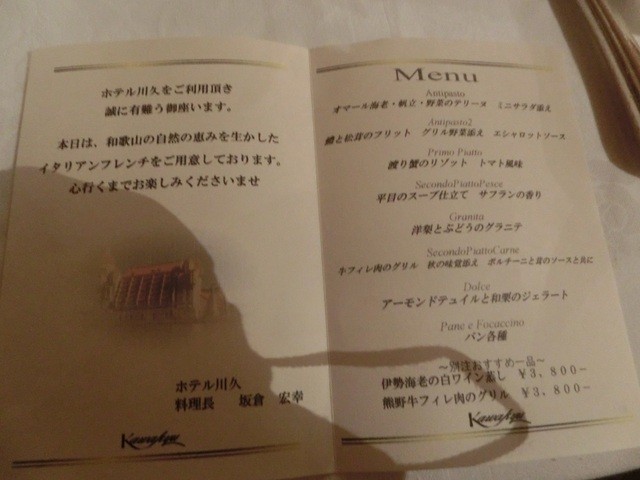 ホテル川久をご利用頂き
誠に有難う御座います。
本日は、和歌山の自然の恵みを生かした
イタリアンフレンチをご用意しております。
心行くまでお楽しみくださいませ
ホテル川久
料理長 坂倉 宏幸
Kawakyu
Menu
Antipasto
オマール海老・帆立・野菜のテリーヌ ミニサラダ添え
Antipasto2
と松茸のフリット グリル野菜添え エシャロットソース
Primo Piatto
渡り蟹のリゾット トマト風味
SecondoPiattoPesce
平目のスープ仕立て サフランの香り
Granita
洋梨とぶどうのグラニテ
SecondoPiattoCarne
牛フィレ肉のグリル 秋の味覚添え ポルチーニと茸のソースと共に
Dolce
アーモンドテュイルと和栗のジェラート
Pane e Focaccino
パン各種
～別注おすすめ一品～
伊勢海老の白ワイン蒸し ￥３，８００－
熊野牛フィレ肉のグリル ￥３，８００－
Kawakyu